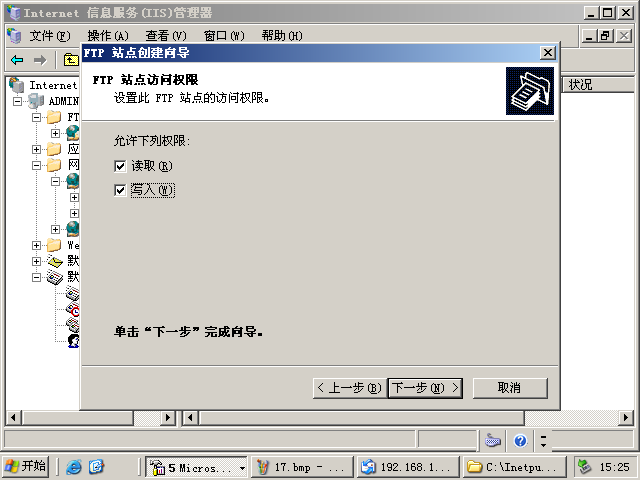 Internet 信息服务(IIS)管理器
文件(F) 操作(A) 查看(V) 窗口(W) 帮助(H)
FTP 站点创建向导
FTP 站点访问权限
设置此 FTP 站点的访问权限。
Internet
状况
ADMIN
FT
应
网
We
默
默
允许下列权限:
读取(R)
写入(W)
单击“下一步”完成向导。
< 上一步(B) 下一步(N) > 取消
开始 5 Micros... 17.bmp - ... 192.168.1... C:\Inetpu... 15:25